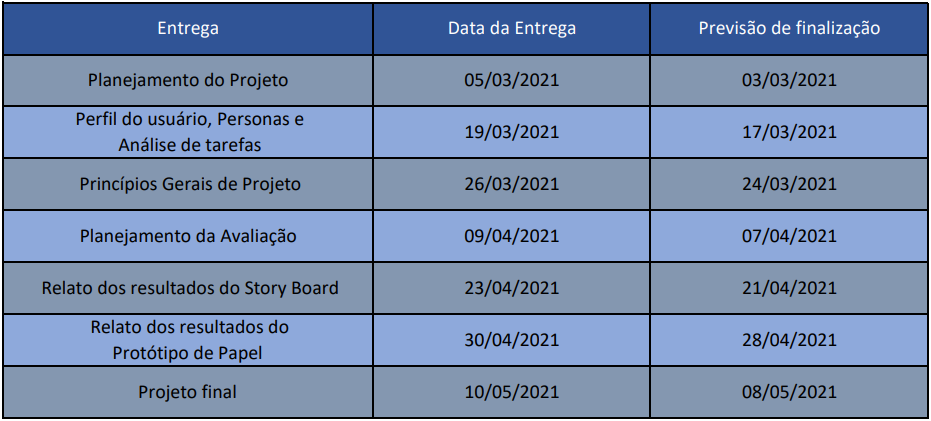 Entrega Data da Entrega Previsão de finalização
Planejamento do Projeto 05/03/2021 03/03/2021
Perfil do usuário, Personas e
Análise de tarefas 19/03/2021 17/03/2021
Princípios Gerais de Projeto 26/03/2021 24/03/2021
Planejamento da Avaliação 09/04/2021 07/04/2021
Relato dos resultados do Story Board 23/04/2021 21/04/2021
Relato dos resultados do
Protótipo de Papel 30/04/2021 28/04/2021
Projeto final 10/05/2021 08/05/2021